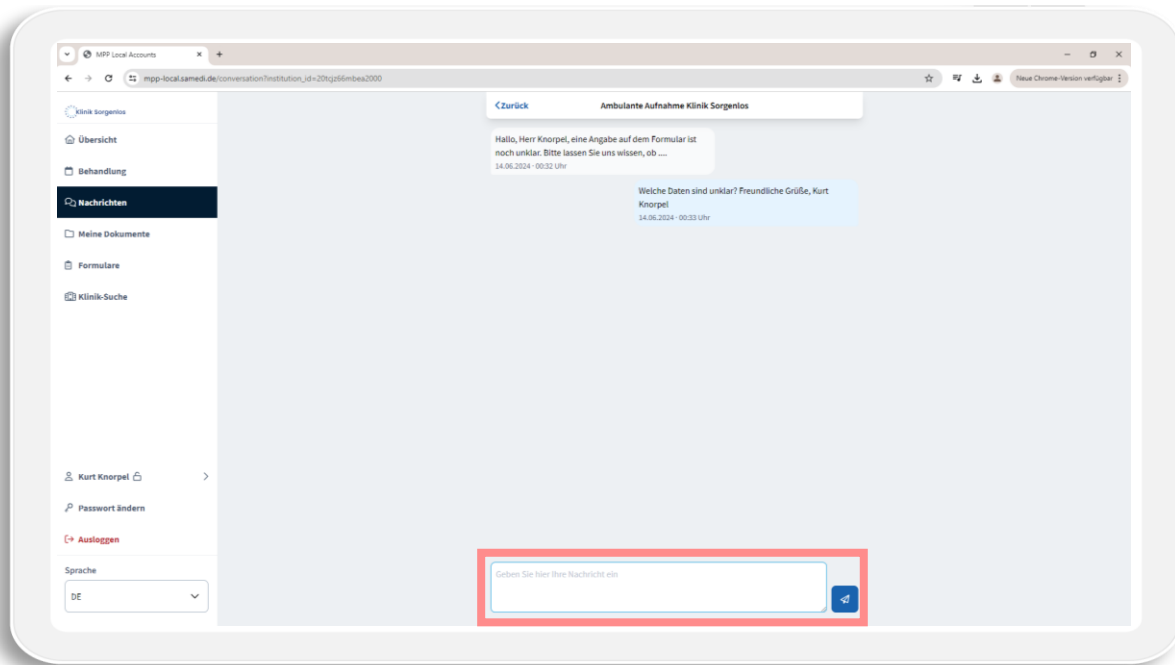 MPP Local Accounts
mpp-local.samedi.de/conversation?institution_id=20tcjz66mbea2000
Neue Chrome-Version verfügbar
Klinik Sorgenlos
Übersicht
Behandlung
Nachrichten
Meine Dokumente
Formulare
Klinik-Suche
Kurt Knorpel
Passwort ändern
Ausloggen
Sprache
DE
Zurück
Ambulante Aufnahme Klinik Sorgenlos
Hallo, Herr Knorpel, eine Angabe auf dem Formular ist
noch unklar. Bitte lassen Sie uns wissen, ob ....
14.06.2024 · 00:32 Uhr
Welche Daten sind unklar? Freundliche Grüße, Kurt
Knorpel
14.06.2024 · 00:33 Uhr
Geben Sie hier Ihre Nachricht ein